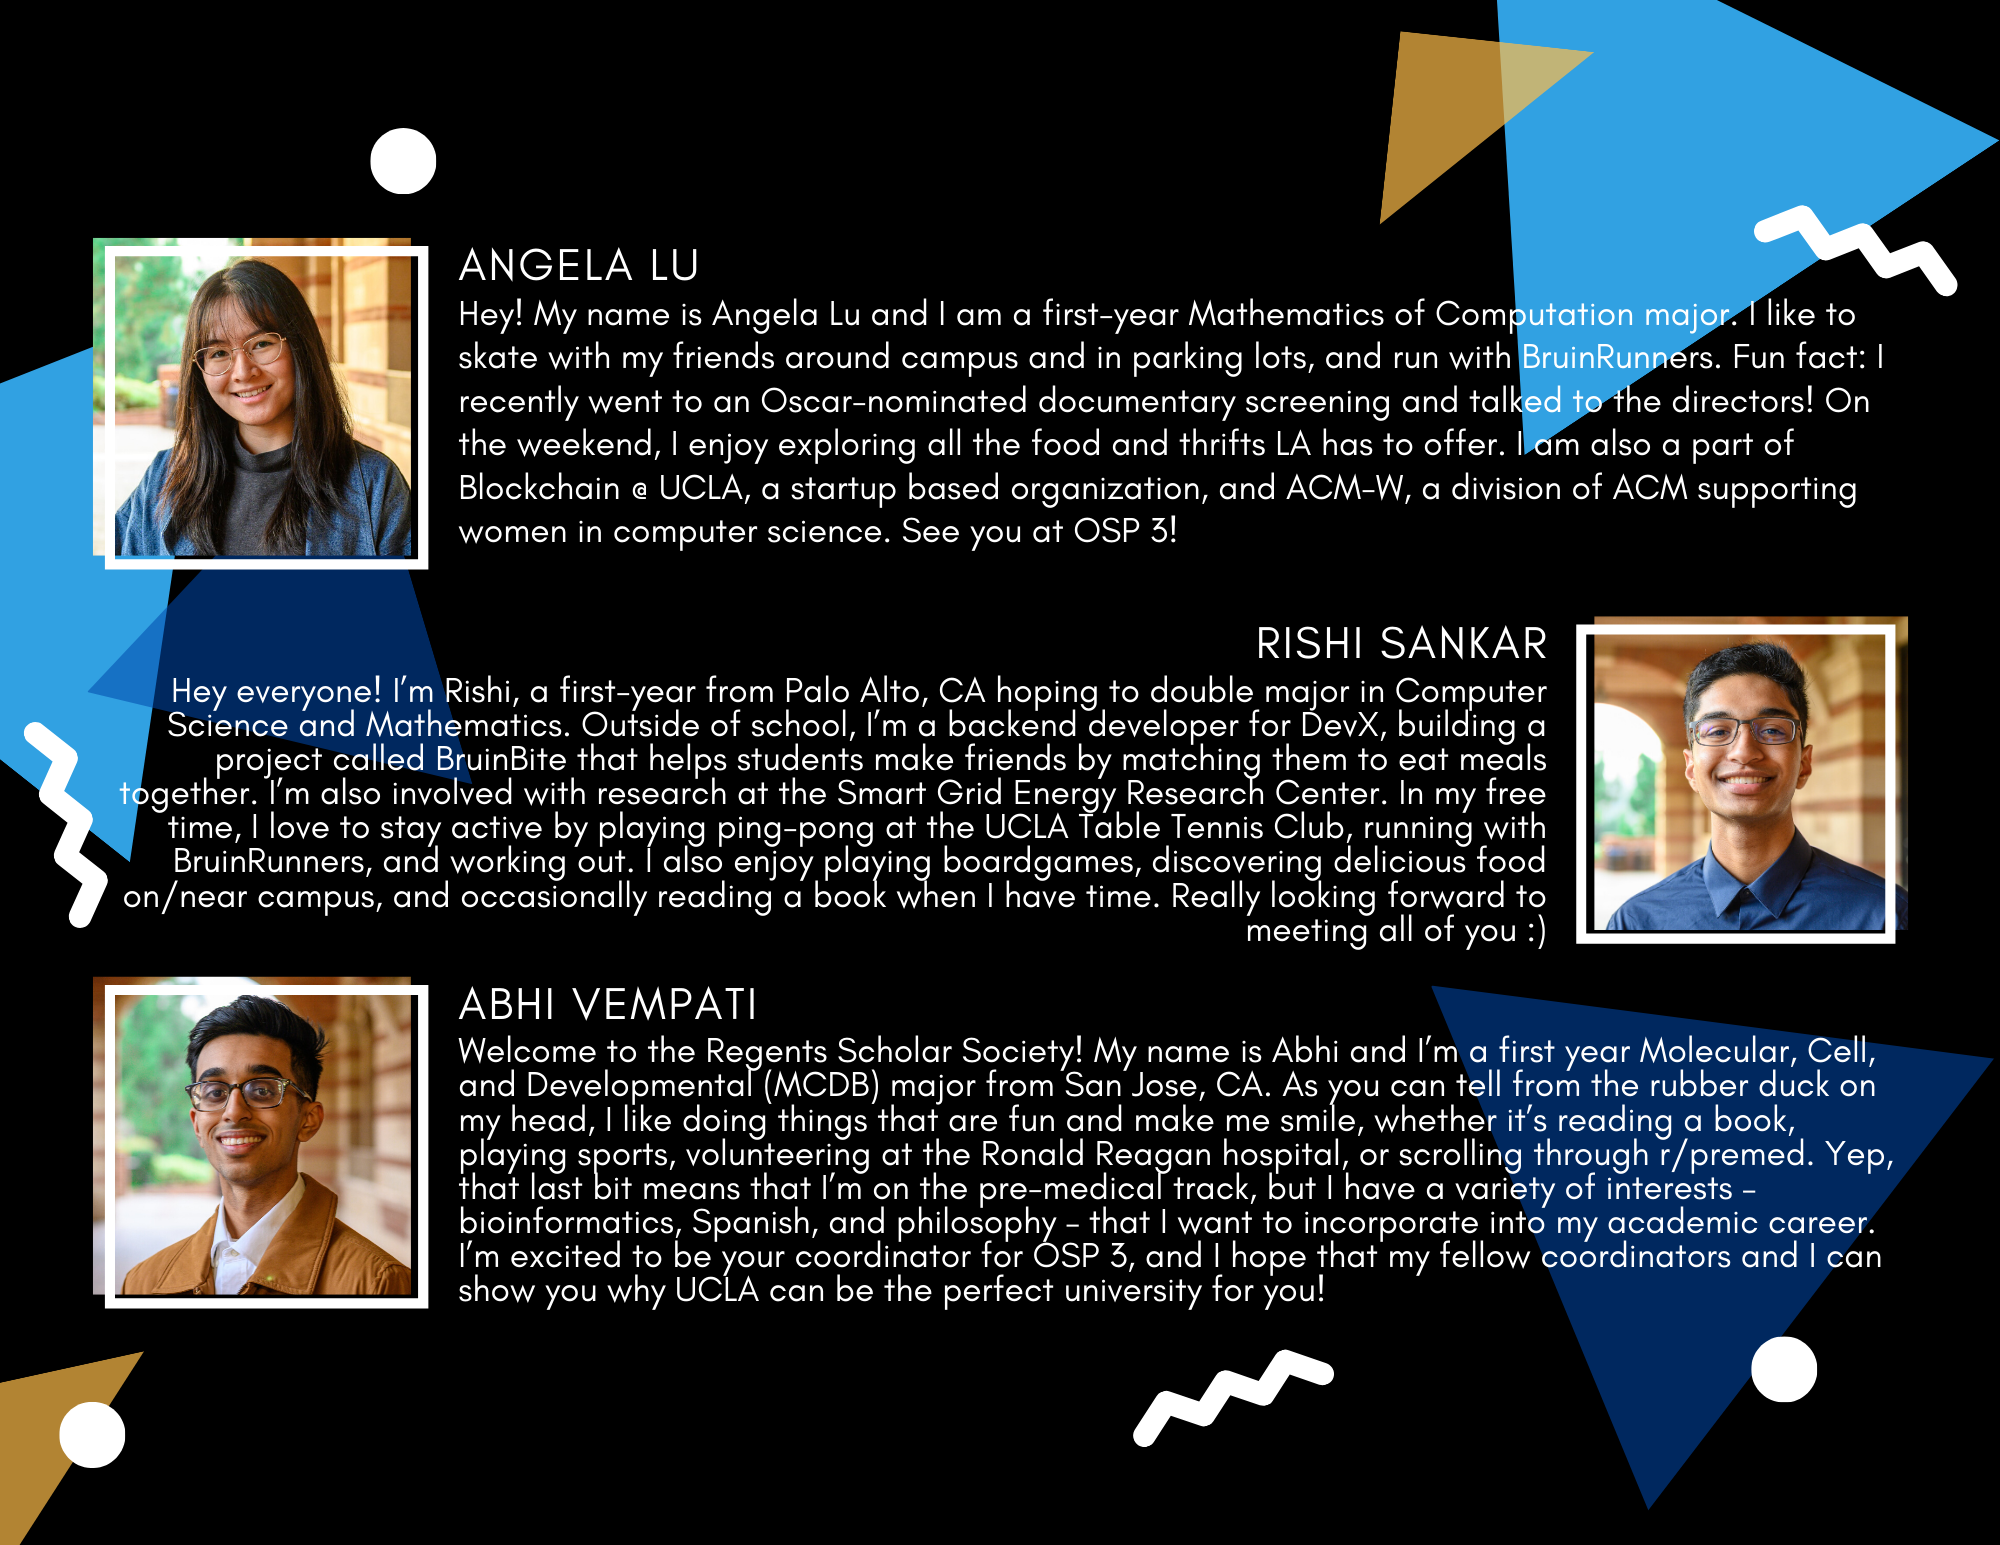 ANGELA LU
Hey! My name is Angela Lu and I am a first-year Mathematics of Computation major. I like to
skate with my friends around campus and in parking lots, and run with BruinRunners. Fun fact: I
recently went to an Oscar-nominated documentary screening and talked to the directors! On
the weekend, I enjoy exploring all the food and thrifts LA has to offer. I am also a part of
Blockchain @ UCLA, a startup based organization, and ACM-W, a division of ACM supporting
women in computer science. See you at OSP 3!
RISHI SANKAR
Hey everyone! I'm Rishi, a first-year from Palo Alto, CA hoping to double major in Computer
Science and Mathematics. Outside of school, I'm a backend developer for DevX, building a
project called BruinBite that helps students make friends by matching them to eat meals
together. I'm also involved with research at the Smart Grid Energy Research Center. In my free
time, I love to stay active by playing ping-pong at the UCLA Table Tennis Club, running with
BruinRunners, and working out. I also enjoy playing boardgames, discovering delicious food
on/near campus, and occasionally reading a book when I have time. Really looking forward to
meeting all of you :)
ABHI VEMPATI
Welcome to the Regents Scholar Society! My name is Abhi and I'm a first year Molecular, Cell,
and Developmental (MCDB) major from San Jose, CA. As you can tell from the rubber duck on
my head, I like doing things that are fun and make me smile, whether it's reading a book,
playing sports, volunteering at the Ronald Reagan hospital, or scrolling through r/premed. Yep,
that last bit means that I'm on the pre-medical track, but I have a variety of interests –
bioinformatics, Spanish, and philosophy – that I want to incorporate into my academic career.
I'm excited to be your coordinator for OSP 3, and I hope that my fellow coordinators and I can
show you why UCLA can be the perfect university for you!